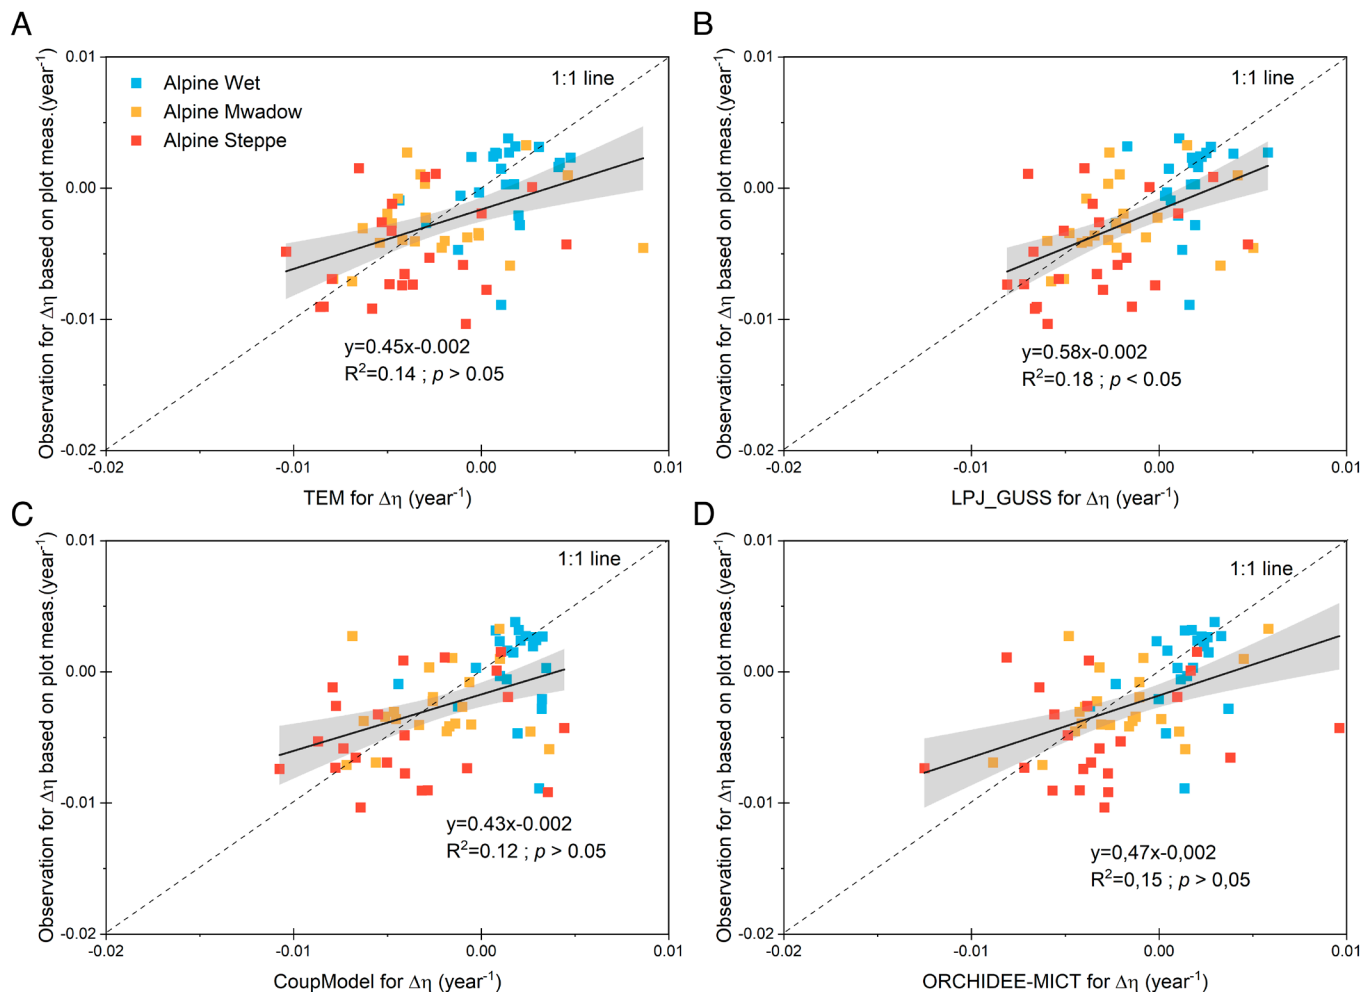 A
Observation for Δη based on plot meas.(year⁻¹)
0.01
0.00
-0.01
-0.02
Alpine Wet
Alpine Mwadow
Alpine Steppe
1:1 line
y=0.45x-0.002
R²=0.14 ; p > 0.05
-0.02 -0.01 0.00 0.01
TEM for Δη (year⁻¹)
B
Observation for Δη based on plot meas.(year⁻¹)
0.01
0.00
-0.01
-0.02
1:1 line
y=0.58x-0.002
R²=0.18 ; p < 0.05
-0.02 -0.01 0.00 0.01
LPJ_GUSS for Δη (year⁻¹)
C
Observation for Δη based on plot meas.(year⁻¹)
0.01
0.00
-0.01
-0.02
1:1 line
y=0.43x-0.002
R²=0.12 ; p > 0.05
-0.02 -0.01 0.00 0.01
CoupModel for Δη (year⁻¹)
D
Observation for Δη based on plot meas.(year⁻¹)
0.01
0.00
-0.01
-0.02
1:1 line
y=0,47x-0,002
R²=0,15 ; p > 0,05
-0.02 -0.01 0.00 0.01
ORCHIDEE-MICT for Δη (year⁻¹)